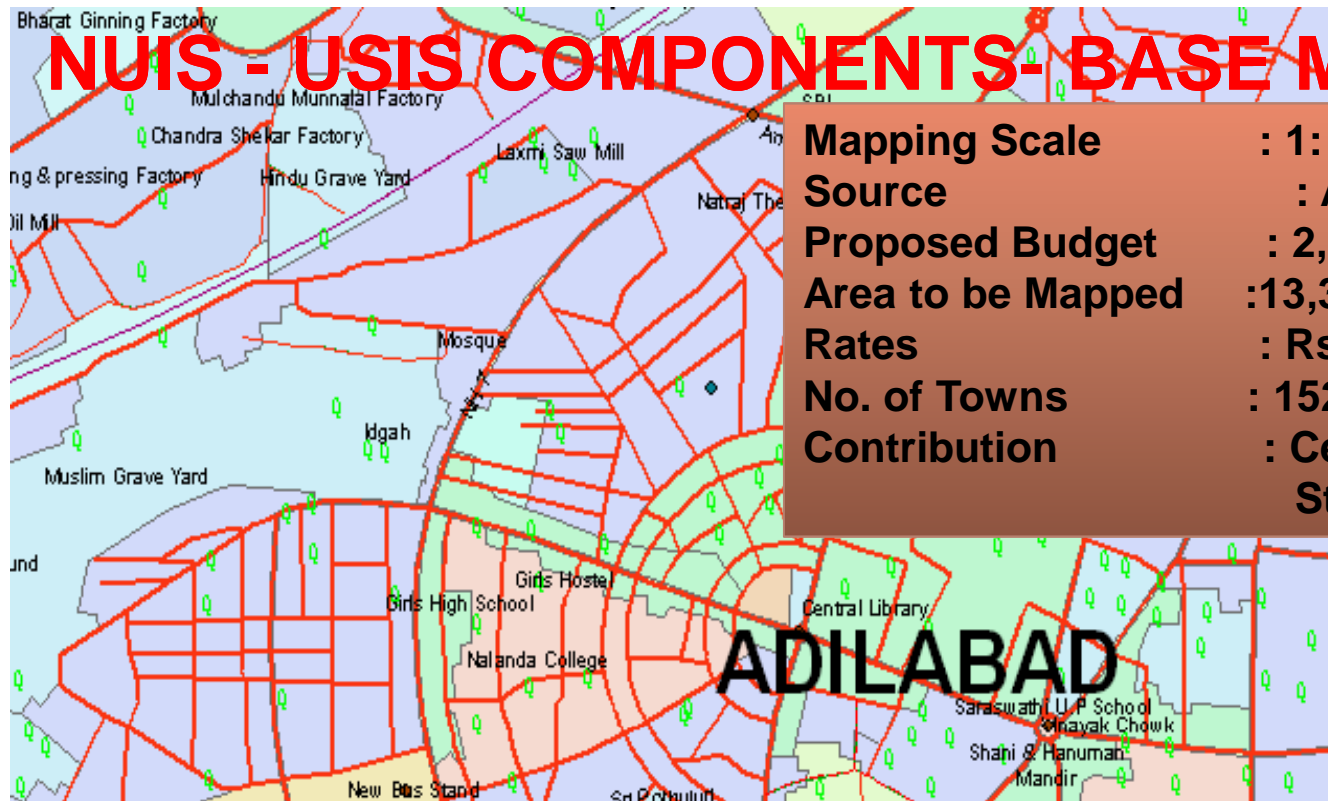 Bharat Ginning Factory
NUIS - USIS COMPONENTS- BASE M
Mulchandu Munnalal Factory
Chandra Shekar Factory
Laxmi Saw Mill
ng & pressing Factory
Hindu Grave Yard
Natraj The
Oil Mill
Mapping Scale : 1:
Source : A
Proposed Budget : 2,
Area to be Mapped :13,3
Rates : Rs
No. of Towns : 152
Contribution : Ce
St
Mosque
Idgah
Muslim Grave Yard
und
Girls Hostel
Girls High School
Central Library
Nalanda College
ADILABAD
Saraswathi U.P School
Vinayak Chowk
Shani & Hanuman
Mandir
New Bus Stand